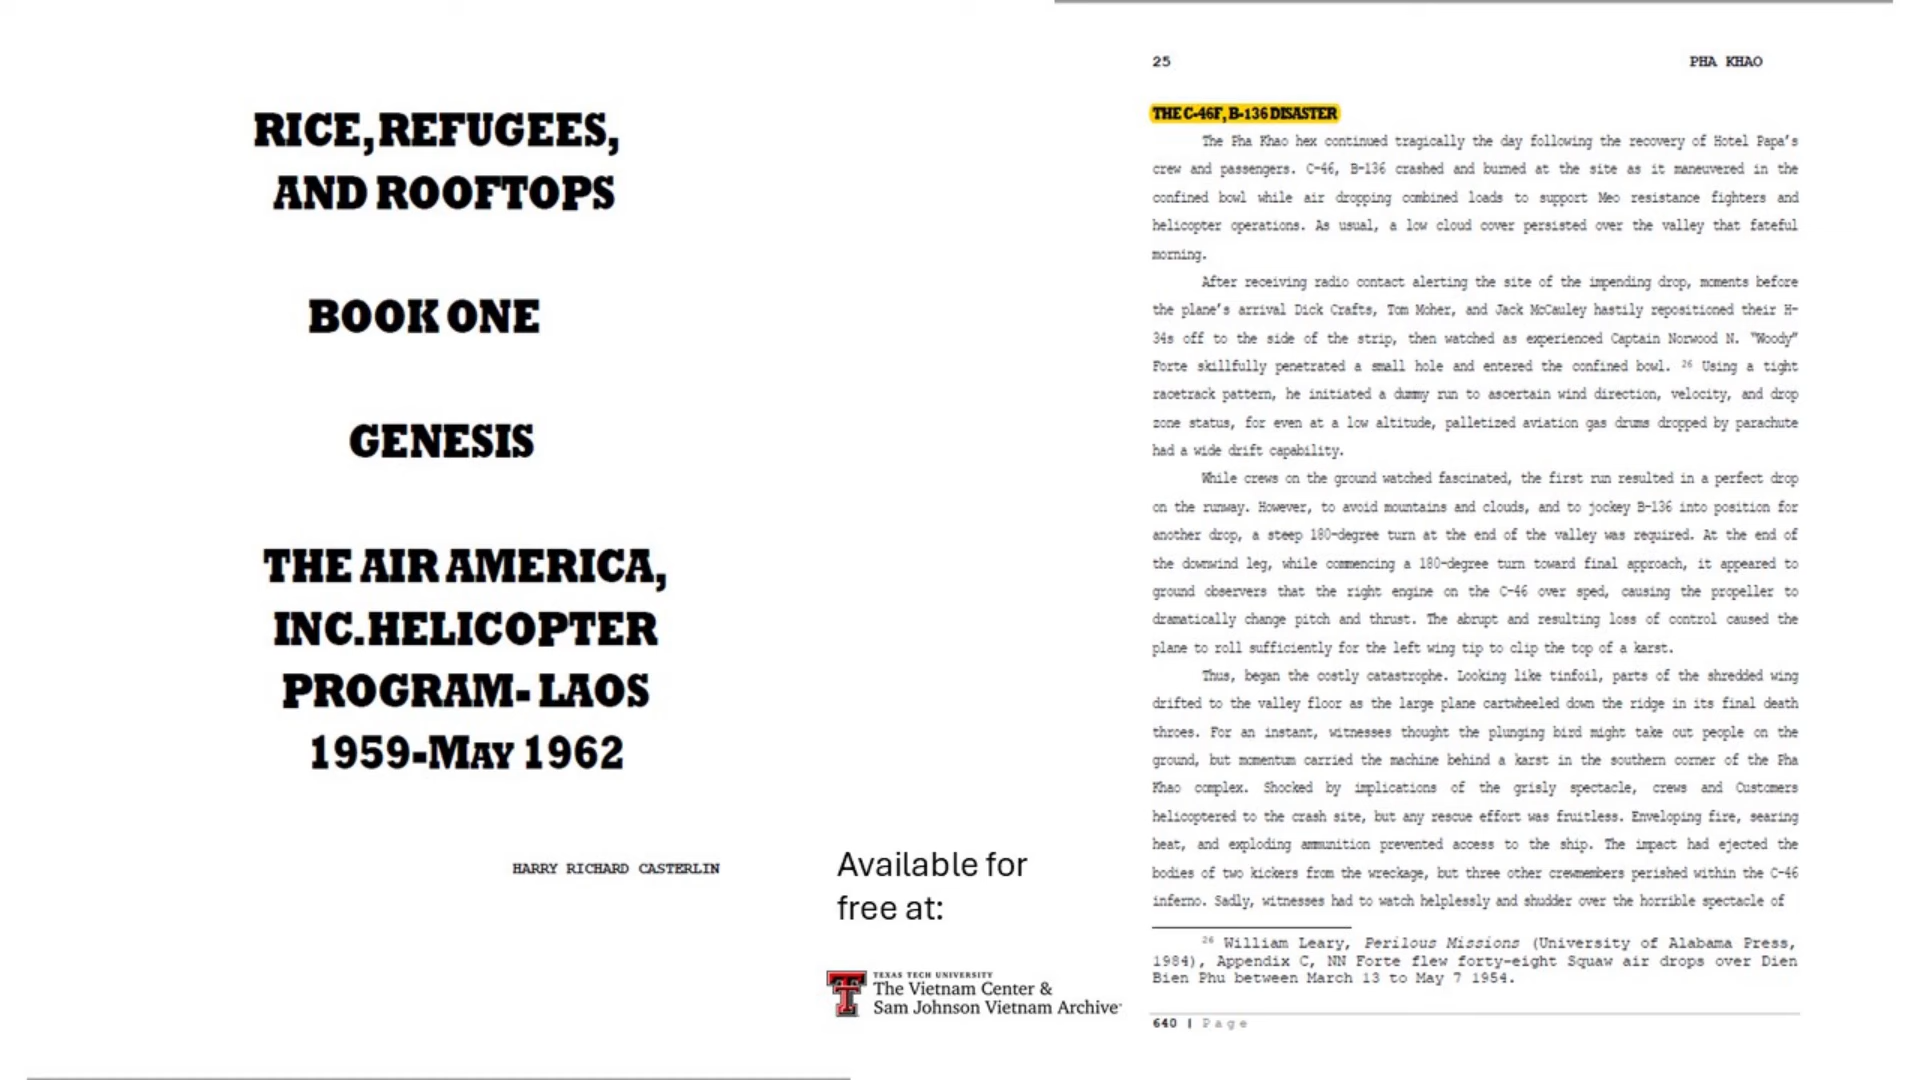 RICE, REFUGEES,
AND ROOFTOPS
BOOK ONE
GENESIS
THE AIR AMERICA,
INC.HELICOPTER
PROGRAM- LAOS
1959-MAY 1962
HARRY RICHARD CASTERLIN
Available for
free at:
TEXAS TECH UNIVERSITY
The Vietnam Center &
Sam Johnson Vietnam Archive
25 PHA KHAO
THE C-46F, B-136 DISASTER
The Pha Khao hex continued tragically the day following the recovery of Hotel Papa's
crew and passengers. C-46, B-136 crashed and burned at the site as it maneuvered in the
confined bowl while air dropping combined loads to support Meo resistance fighters and
helicopter operations. As usual, a low cloud cover persisted over the valley that fateful
morning.
After receiving radio contact alerting the site of the impending drop, moments before
the plane's arrival Dick Crafts, Tom Moher, and Jack McCauley hastily repositioned their H-
34s off to the side of the strip, then watched as experienced Captain Norwood N. "Woody"
Forte skillfully penetrated a small hole and entered the confined bowl. 26 Using a tight
racetrack pattern, he initiated a dummy run to ascertain wind direction, velocity, and drop
zone status, for even at a low altitude, palletized aviation gas drums dropped by parachute
had a wide drift capability.
While crews on the ground watched fascinated, the first run resulted in a perfect drop
on the runway. However, to avoid mountains and clouds, and to jockey B-136 into position for
another drop, a steep 180-degree turn at the end of the valley was required. At the end of
the downwind leg, while commencing a 180-degree turn toward final approach, it appeared to
ground observers that the right engine on the C-46 over sped, causing the propeller to
dramatically change pitch and thrust. The abrupt and resulting loss of control caused the
plane to roll sufficiently for the left wing tip to clip the top of a karst.
Thus, began the costly catastrophe. Looking like tinfoil, parts of the shredded wing
drifted to the valley floor as the large plane cartwheeled down the ridge in its final death
throes. For an instant, witnesses thought the plunging bird might take out people on the
ground, but momentum carried the machine behind a karst in the southern corner of the Pha
Khao complex. Shocked by implications of the grisly spectacle, crews and Customers
helicoptered to the crash site, but any rescue effort was fruitless. Enveloping fire, searing
heat, and exploding ammunition prevented access to the ship. The impact had ejected the
bodies of two kickers from the wreckage, but three other crewmembers perished within the C-46
inferno. Sadly, witnesses had to watch helplessly and shudder over the horrible spectacle of
26 William Leary, Perilous Missions (University of Alabama Press,
1984), Appendix C, NN Forte flew forty-eight Squaw air drops over Dien
Bien Phu between March 13 to May 7 1954.
640 | Page